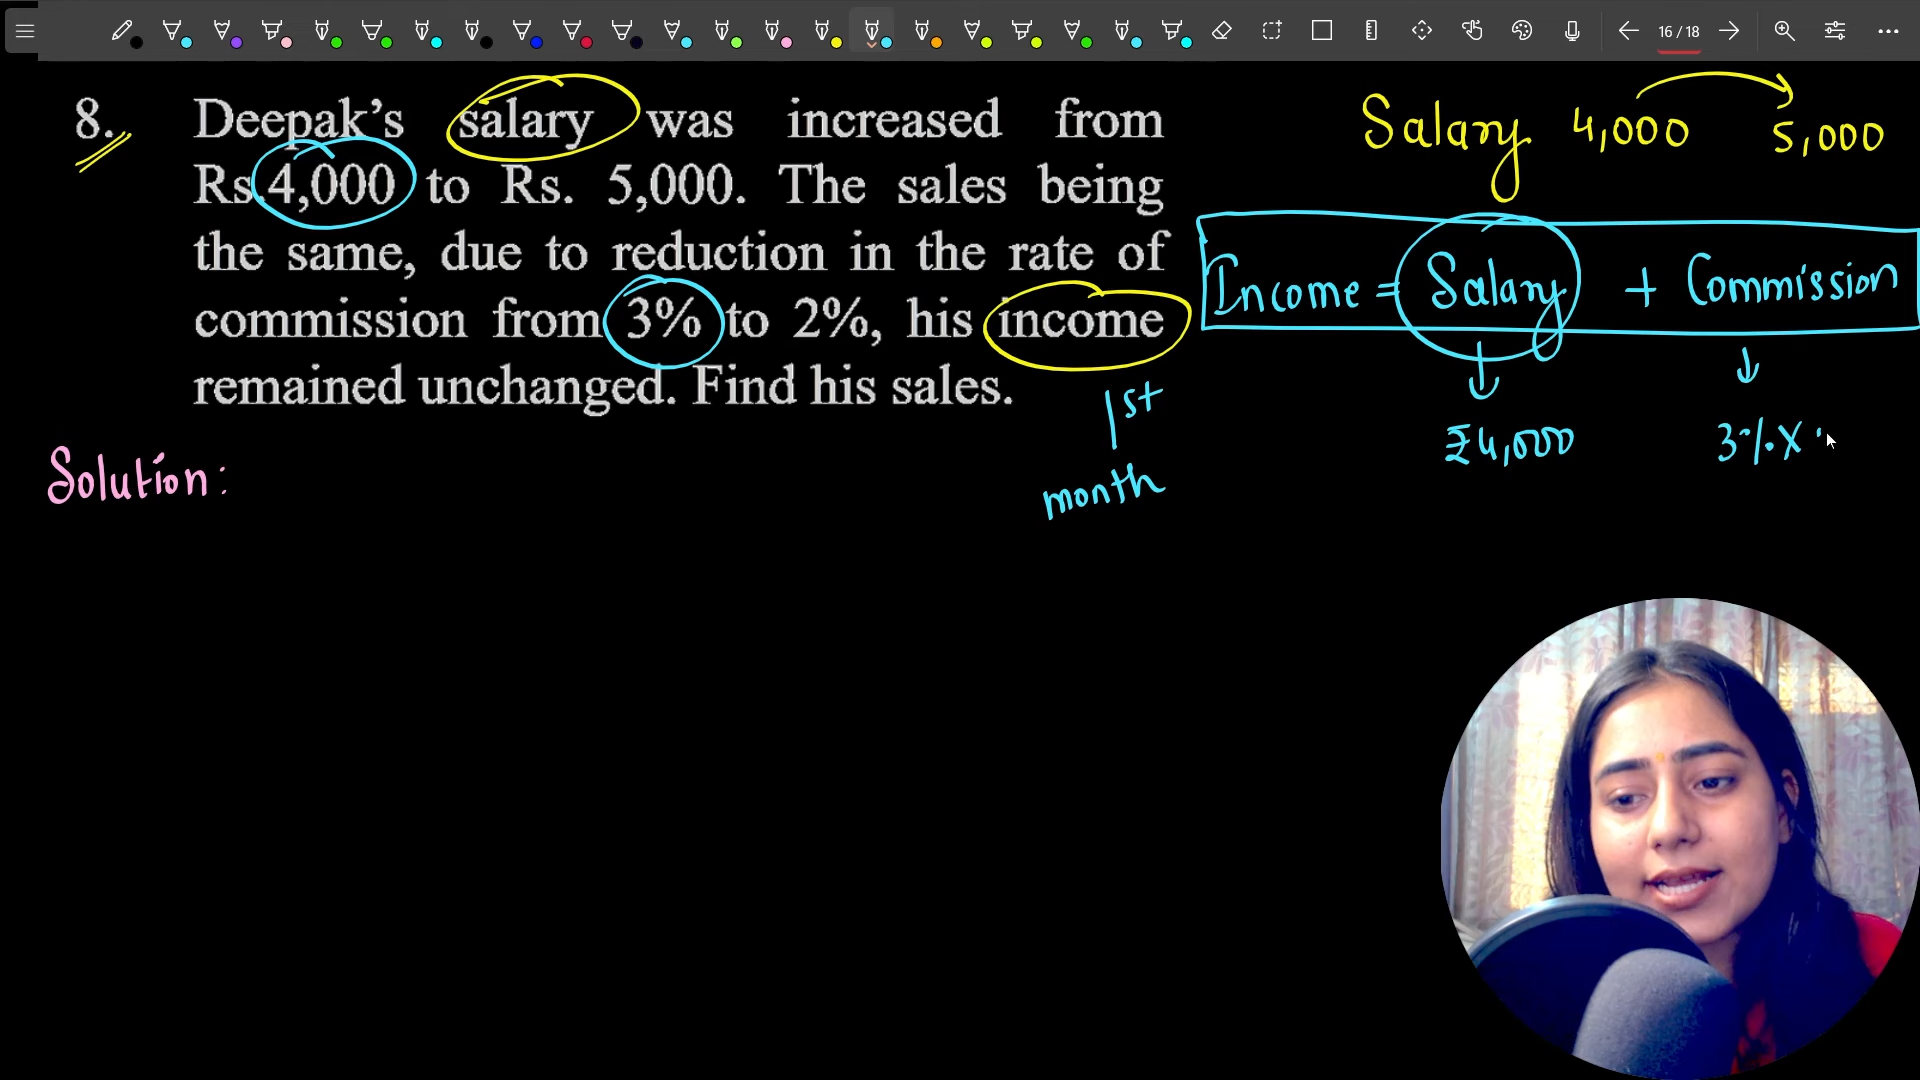 16 / 18
8. Deepak’s salary was increased from
Rs.4,000 to Rs. 5,000. The sales being
the same, due to reduction in the rate of
commission from 3% to 2%, his income
remained unchanged. Find his sales.
Salary 4,000 5,000
Income = Salary + Commission
1st
month
₹4,000
3% X
Solution: